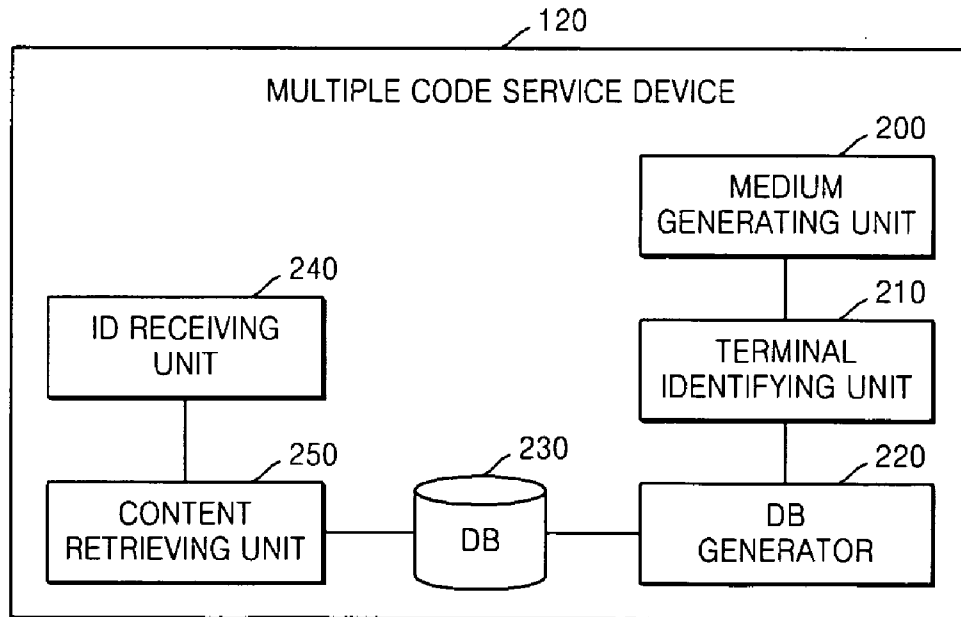 120
MULTIPLE CODE SERVICE DEVICE
200
MEDIUM
GENERATING UNIT
240
ID RECEIVING
UNIT
210
TERMINAL
IDENTIFYING UNIT
250
CONTENT
RETRIEVING UNIT
230
DB
220
DB
GENERATOR